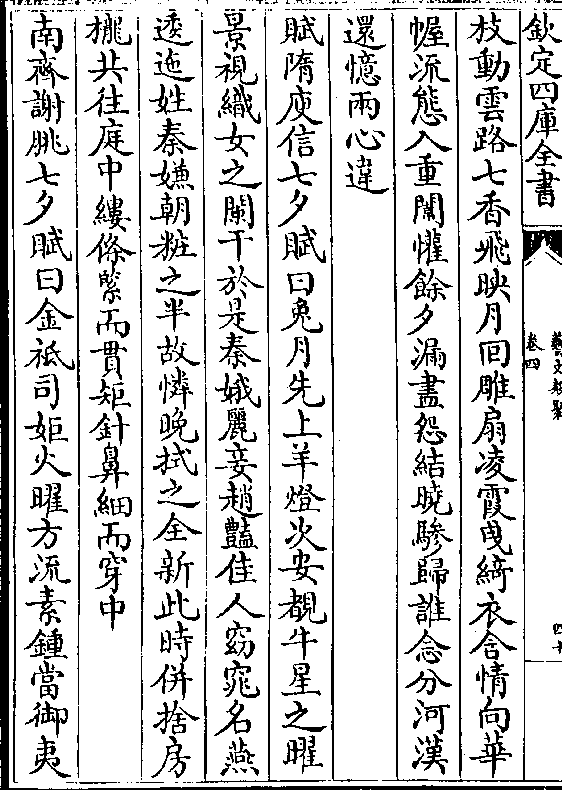 欽定四庫全書
藝文類聚
卷四
四十
枝動雲路七香飛映月囘雕扇凌霞曳綺衣含情向華
幄流態入重闈懽餘夕漏盡怨結曉驂歸誰念分河漢
還憶兩心違
賦隋庾信七夕賦曰兔月先上羊燈次安覩牛星之曜
景視織女之闌干於是秦娥麗妾趙豔佳人窈窕名燕
逶迤姓秦嫌朝粧之半故憐晚拭之全新此時併捨房
櫳共往庭中縷條緊而貫矩針鼻細而穿中
南齊謝朓七夕賦曰金祇司矩火曜方流素鍾當御夷